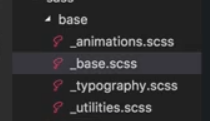 base
_animations.scss
_base.scss
_typography.scss
_utilities.scss